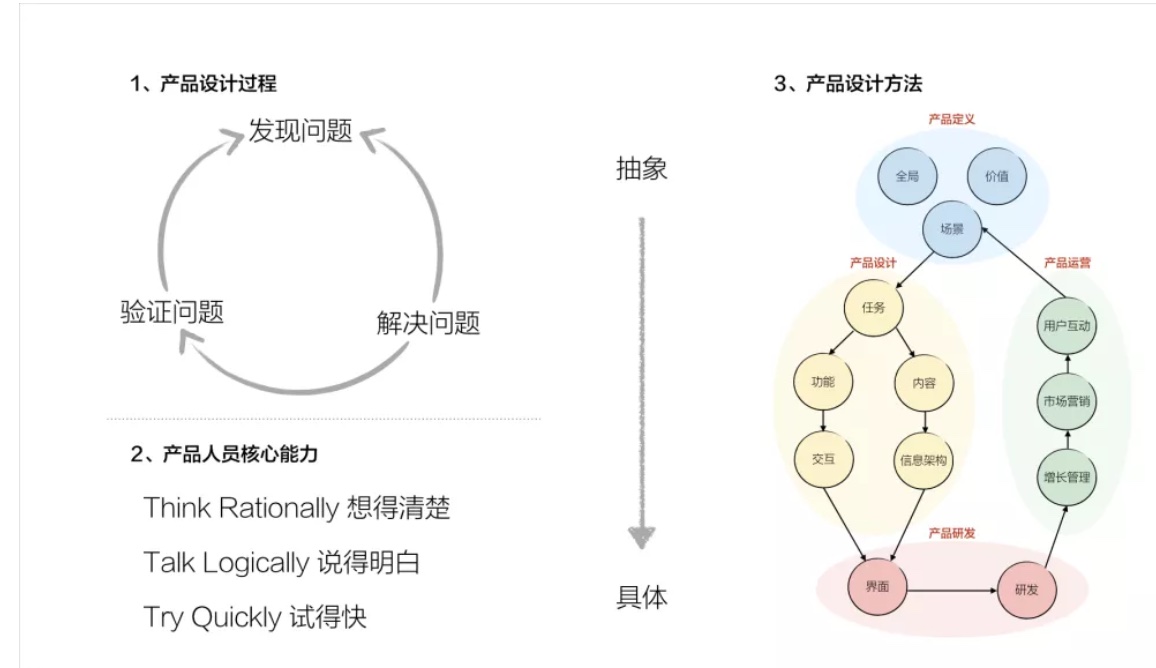 1、产品设计过程
发现问题
验证问题
解决问题
2、产品人员核心能力
Think Rationally 想得清楚
Talk Logically 说得明白
Try Quickly 试得快
抽象
具体
3、产品设计方法
产品定义
全局
价值
场景
产品设计
产品运营
任务
用户互动
功能
内容
市场营销
交互
信息架构
增长管理
产品研发
界面
研发